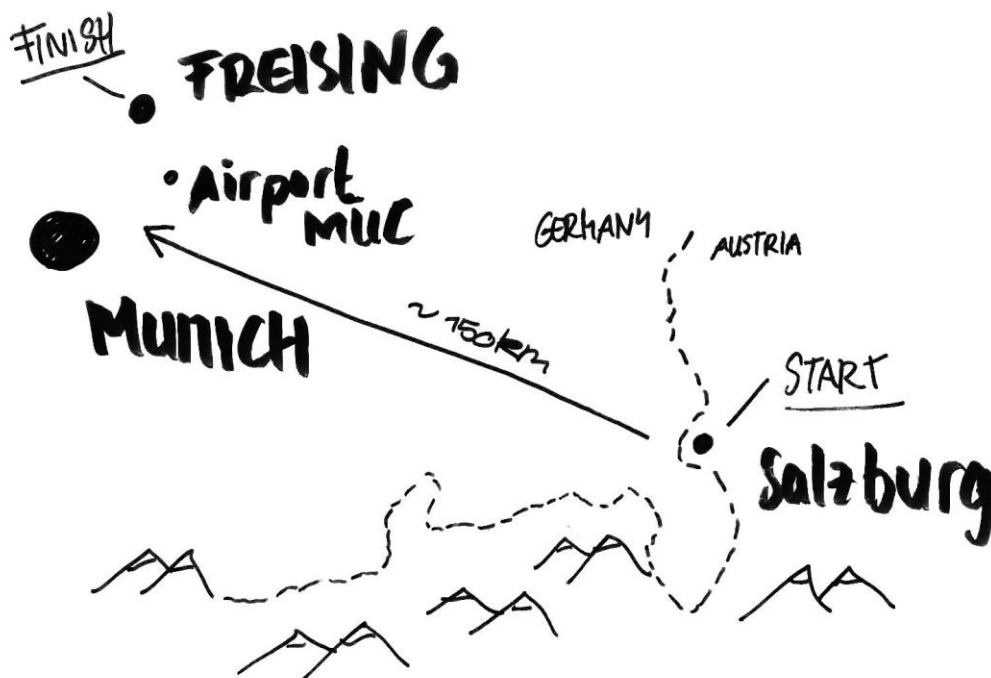 FINISH
FREISING
Airport
MUC
GERMANY
AUSTRIA
MUNICH
~150km
START
Salzburg